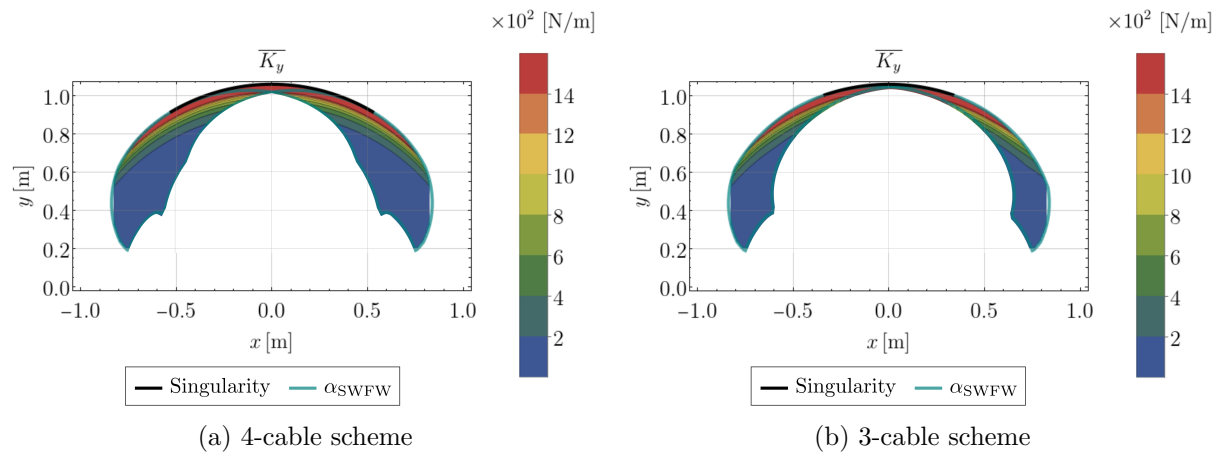 ×10² [N/m]
K_y
14
12
10
8
6
4
2
y [m]
1.0
0.8
0.6
0.4
0.2
0.0
−1.0 −0.5 0.0 0.5 1.0
x [m]
Singularity α_SWFW
(a) 4-cable scheme
×10² [N/m]
K_y
14
12
10
8
6
4
2
y [m]
1.0
0.8
0.6
0.4
0.2
0.0
−1.0 −0.5 0.0 0.5 1.0
x [m]
Singularity α_SWFW
(b) 3-cable scheme